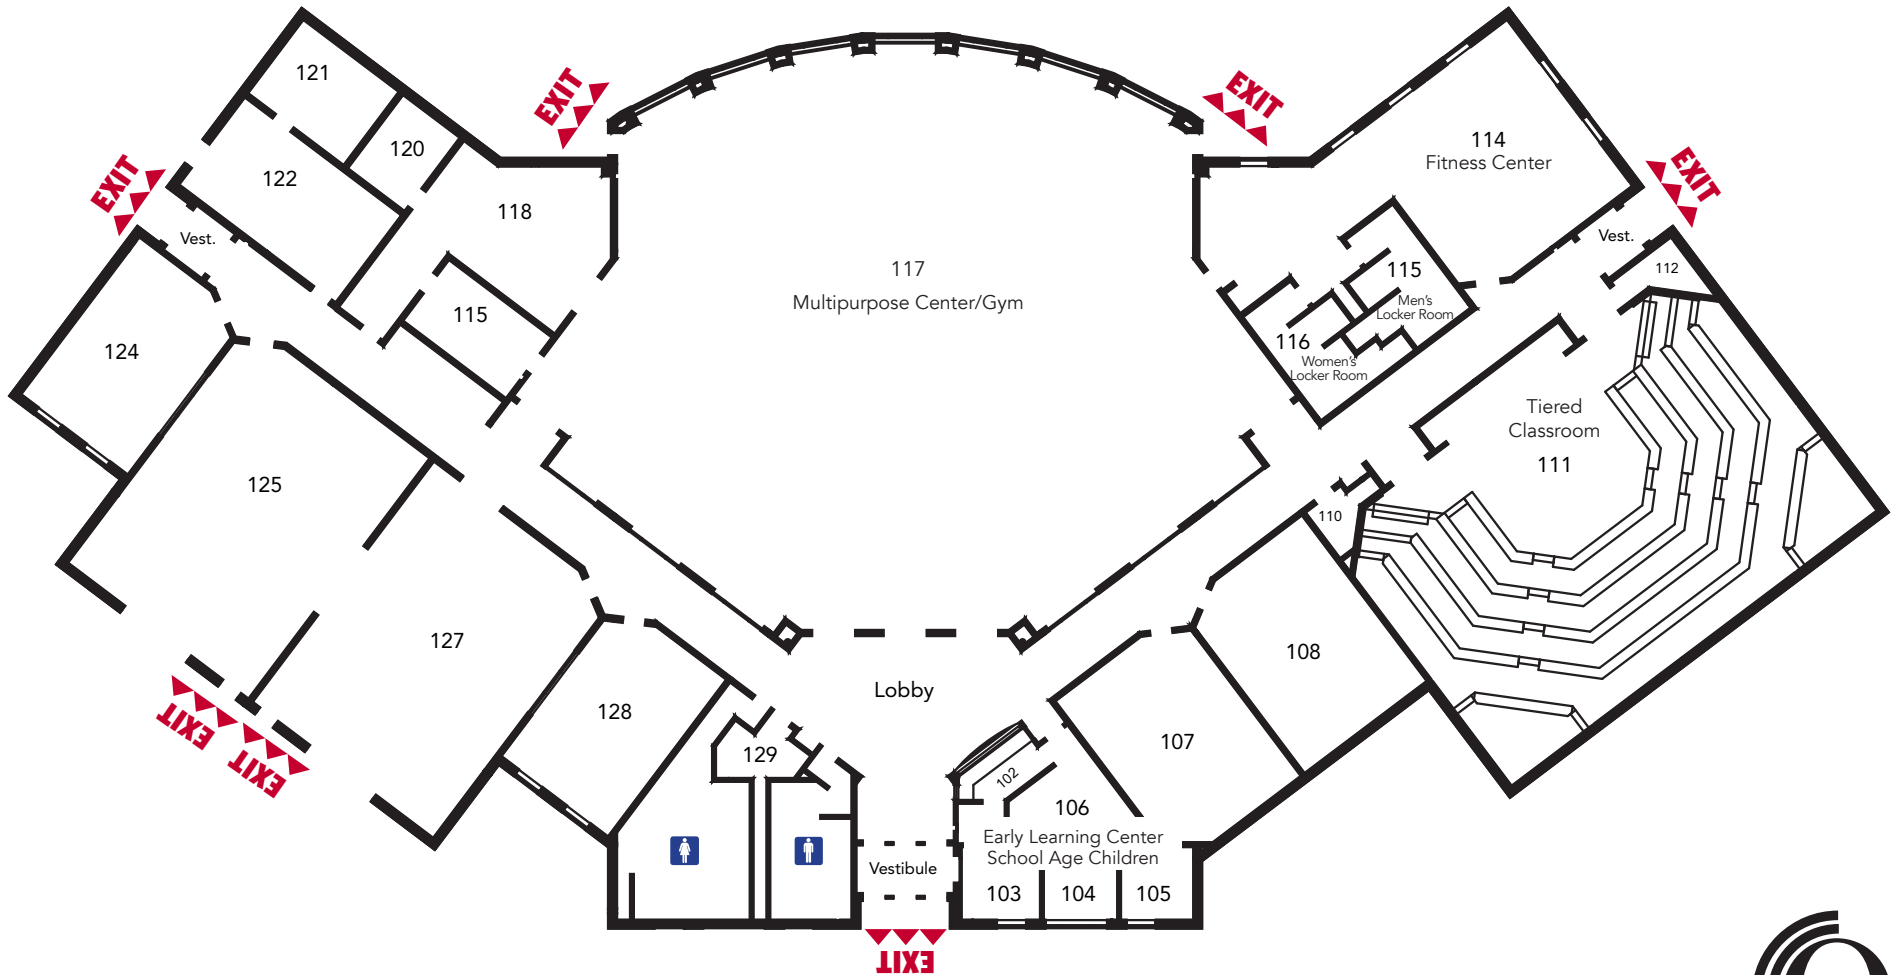 121
EXIT
EXIT
114
Fitness Center
120
122
EXIT
EXIT
118
Vest.
Vest.
117
Multipurpose Center/Gym
112
115
Men's
Locker Room
115
116
Women's
Locker Room
124
Tiered
Classroom
111
125
110
127
108
Lobby
128
107
EXIT
EXIT
129
102
106
Early Learning Center
School Age Children
Vestibule
103
104
105
EXIT